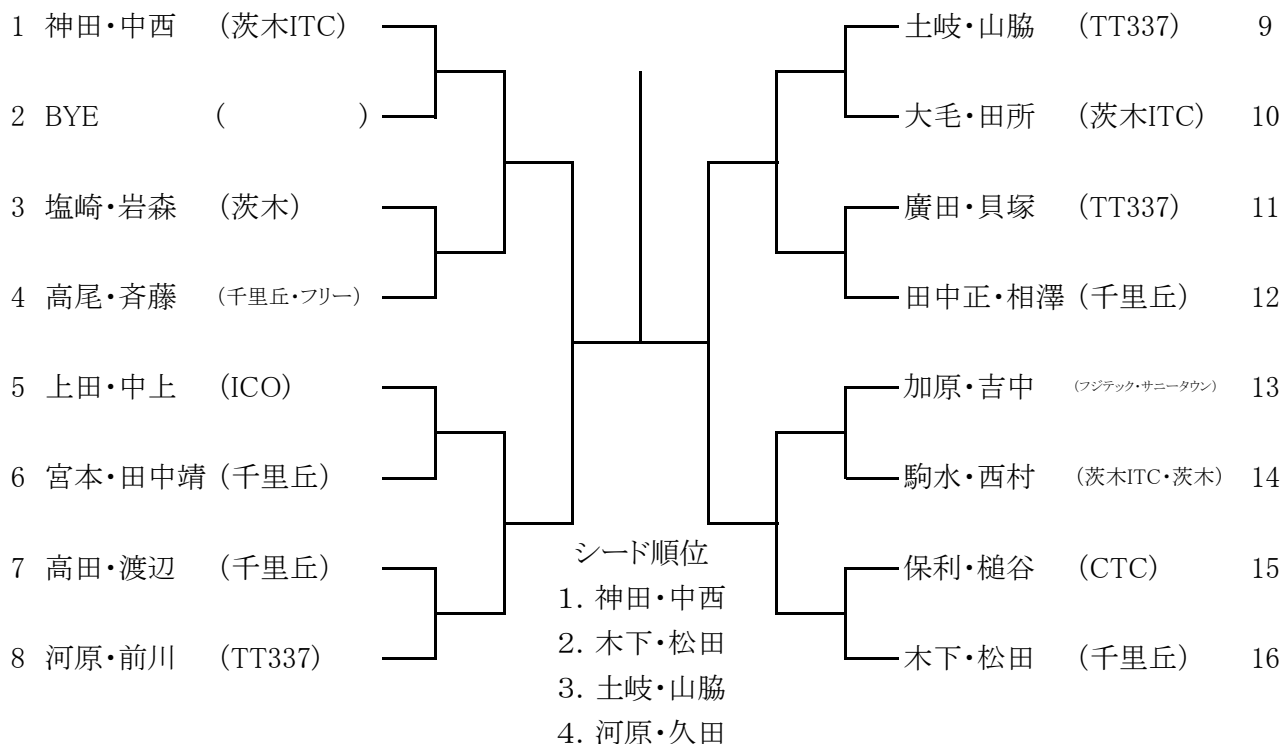 1 神田・中西 (茨木ITC)
2 BYE ( )
3 塩崎・岩森 (茨木)
4 高尾・斉藤 (千里丘・フリー)
5 上田・中上 (ICO)
6 宮本・田中靖 (千里丘)
7 高田・渡辺 (千里丘)
8 河原・前川 (TT337)
シード順位
1. 神田・中西
2. 木下・松田
3. 土岐・山脇
4. 河原・久田
土岐・山脇 (TT337) 9
大毛・田所 (茨木ITC) 10
廣田・貝塚 (TT337) 11
田中正・相澤 (千里丘) 12
加原・吉中 (フジテック・サニータウン) 13
駒水・西村 (茨木ITC・茨木) 14
保利・槌谷 (CTC) 15
木下・松田 (千里丘) 16